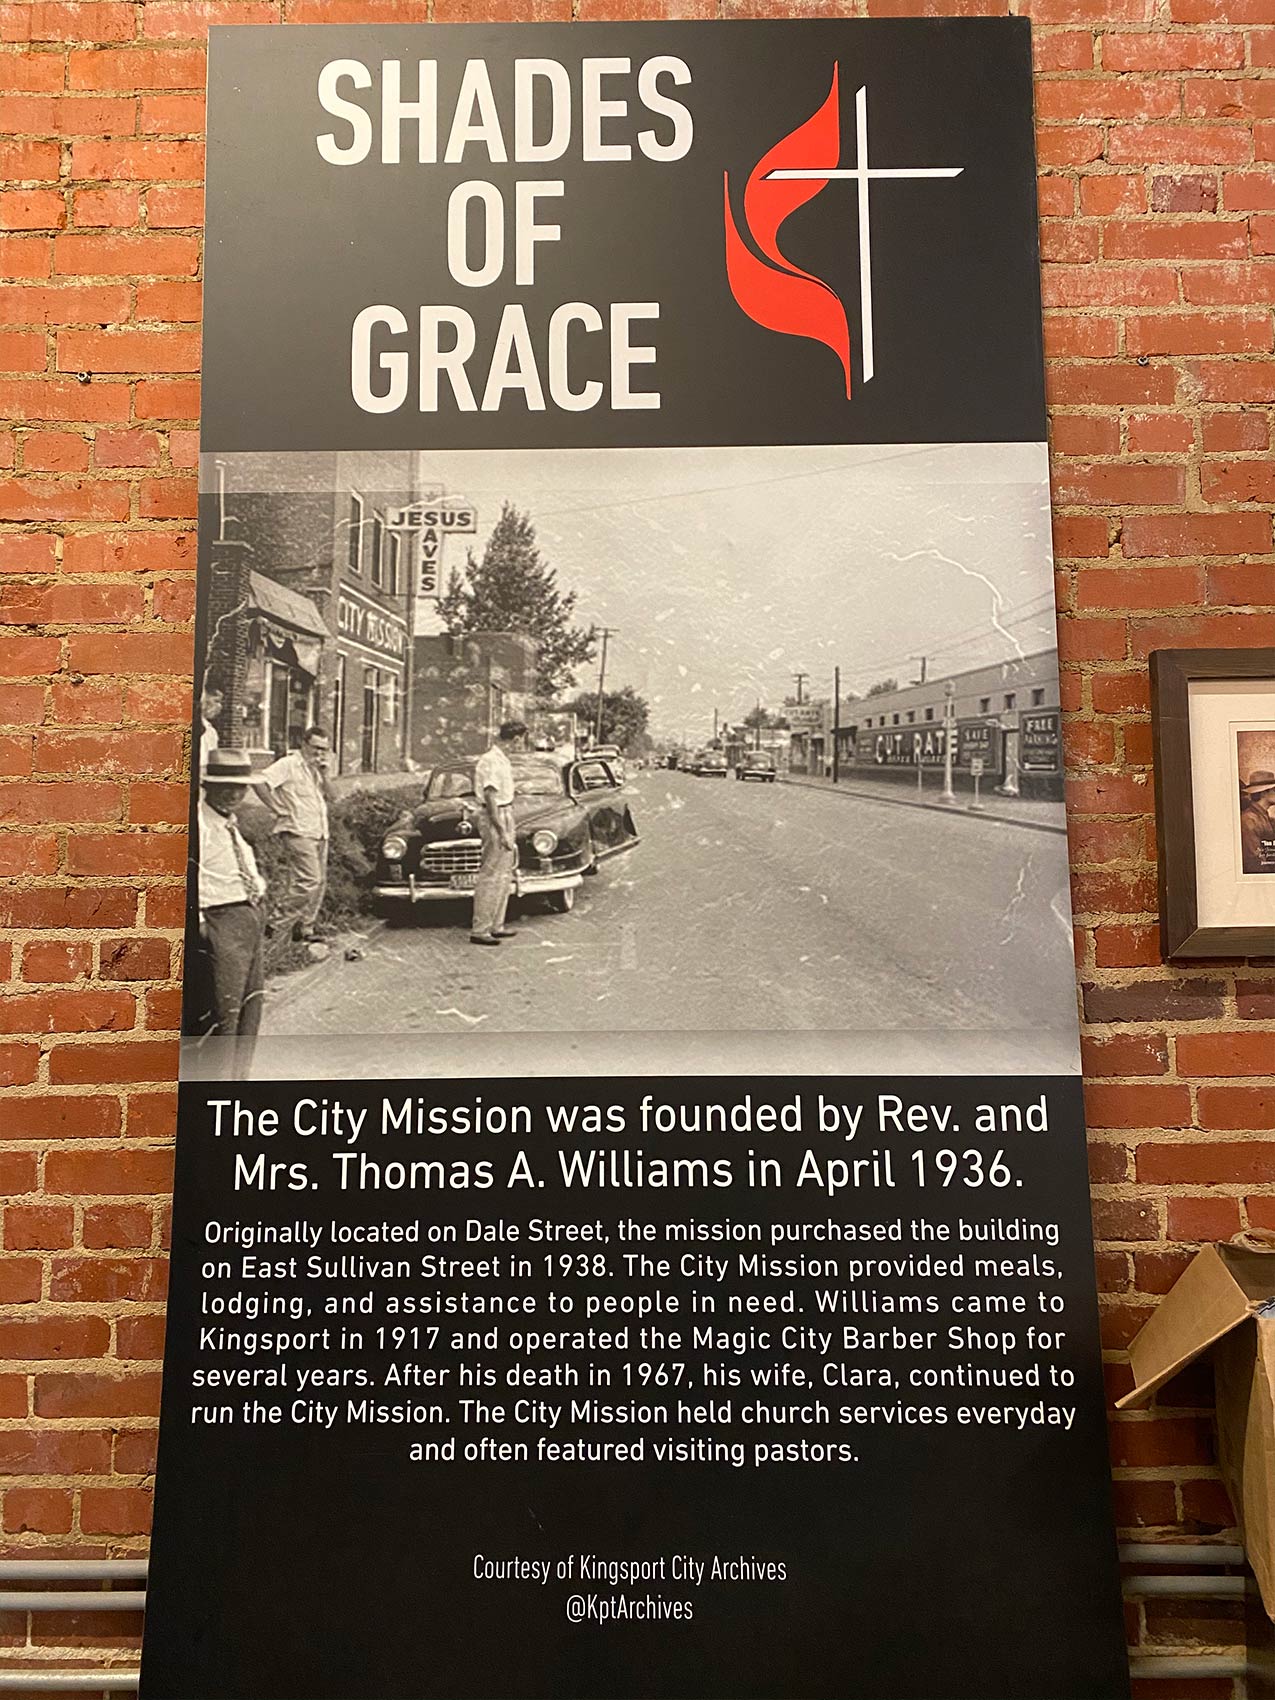 SHADES
OF
GRACE
JESUS
SAVES
CITY MISSION
CUT RATE
SAVE
FREE
PARKING
The City Mission was founded by Rev. and
Mrs. Thomas A. Williams in April 1936.
Originally located on Dale Street, the mission purchased the building
on East Sullivan Street in 1938. The City Mission provided meals,
lodging, and assistance to people in need. Williams came to
Kingsport in 1917 and operated the Magic City Barber Shop for
several years. After his death in 1967, his wife, Clara, continued to
run the City Mission. The City Mission held church services everyday
and often featured visiting pastors.
Courtesy of Kingsport City Archives
@KptArchives